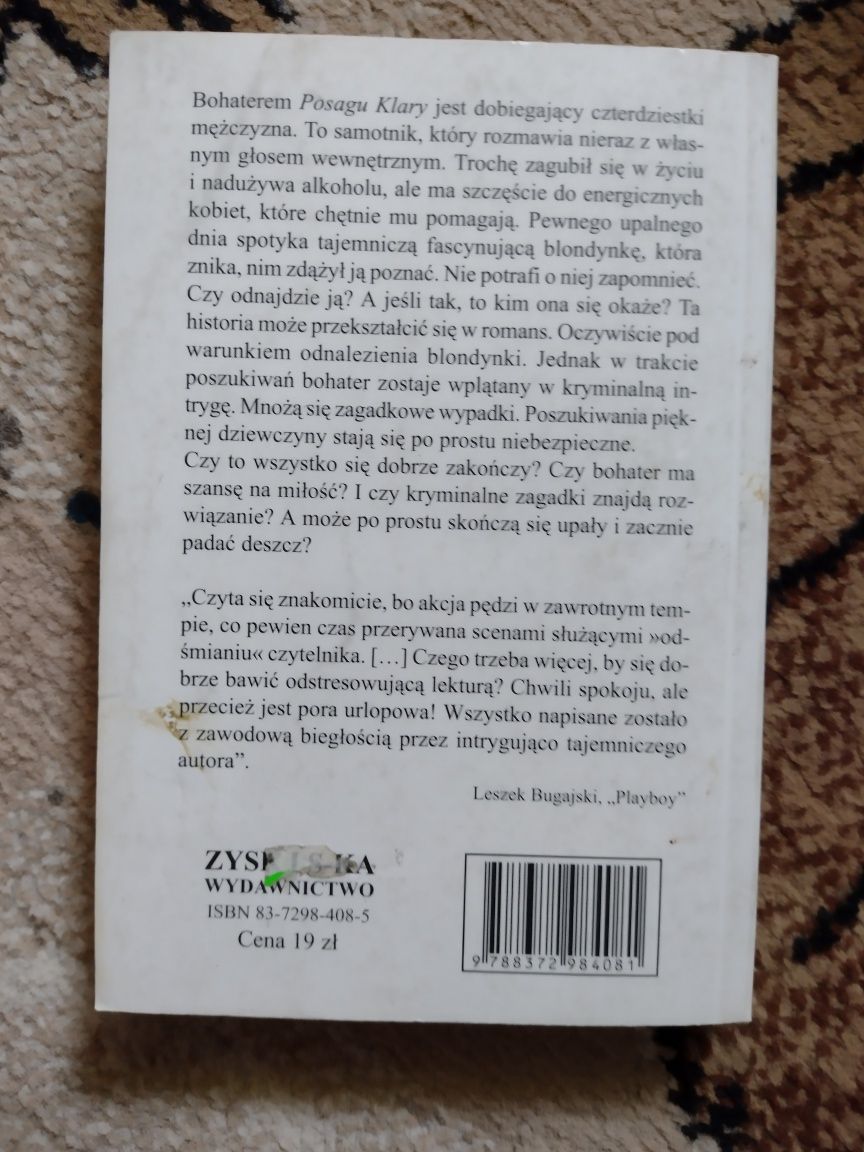 Bohaterem Posagu Klary jest dobiegający czterdziestki
mężczyzna. To samotnik, który rozmawia nieraz z włas-
nym głosem wewnętrznym. Trochę zagubił się w życiu
i nadużywa alkoholu, ale ma szczęście do energicznych
kobiet, które chętnie mu pomagają. Pewnego upalnego
dnia spotyka tajemniczą fascynującą blondynkę, która
znika, nim zdążył ją poznać. Nie potrafi o niej zapomnieć.
Czy odnajdzie ją? A jeśli tak, to kim ona się okaże? Ta
historia może przekształcić się w romans. Oczywiście pod
warunkiem odnalezienia blondynki. Jednak w trakcie
poszukiwań bohater zostaje wplątany w kryminalną in-
trygę. Mnożą się zagadkowe wypadki. Poszukiwania pięk-
nej dziewczyny stają się po prostu niebezpieczne.
Czy to wszystko się dobrze zakończy? Czy bohater ma
szansę na miłość? I czy kryminalne zagadki znajdą roz-
wiązanie? A może po prostu skończą się upały i zacznie
padać deszcz?
„Czyta się znakomicie, bo akcja pędzi w zawrotnym tem-
pie, co pewien czas przerywana scenami służącymi »od-
śmianiu« czytelnika. [...] Czego trzeba więcej, by się do-
brze bawić odstresowującą lekturą? Chwili spokoju, ale
przecież jest pora urlopowa! Wszystko napisane zostało
z zawodową biegłością przez intrygująco tajemniczego
autora”.
Leszek Bugajski, „Playboy”
ZYSK I S-KA
WYDAWNICTWO
ISBN 83-7298-408-5
Cena 19 zł
9 788372 984081